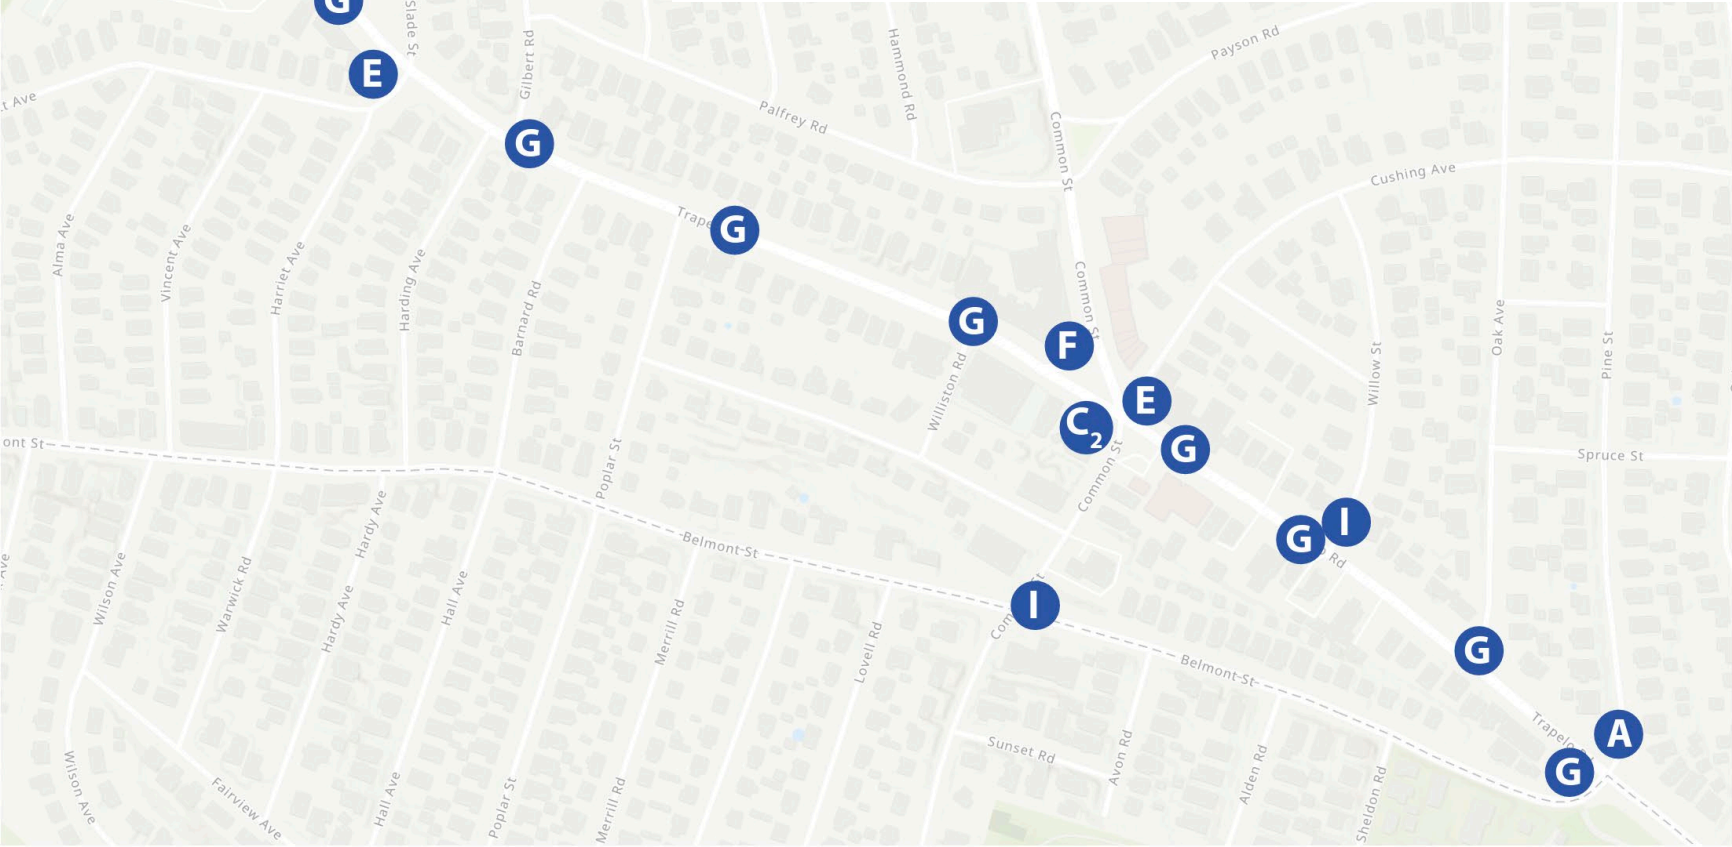 G
Slade St
E
t Ave
Gilbert Rd
Hammond Rd
Payson Rd
Palfrey Rd
Common St
G
Cushing Ave
Alma Ave
Vincent Ave
Harriet Ave
Harding Ave
Barnard Rd
Trape
G
Common St
G
F
Williston Rd
Oak Ave
Pine St
Willow St
E
C2
G
ont St
Poplar St
Common St
Spruce St
Hardy Ave
Belmont St
G
I
Rd
Wilson Ave
Warwick Rd
Hardy Ave
Hall Ave
Merrill Rd
Lovell Rd
I
Com
St
Belmont St
G
Trapelo
A
G
Sunset Rd
Avon Rd
Alden Rd
Sheldon Rd
Wilson Ave
Fairview Ave
Hall Ave
Poplar St
Merrill Rd
Ave